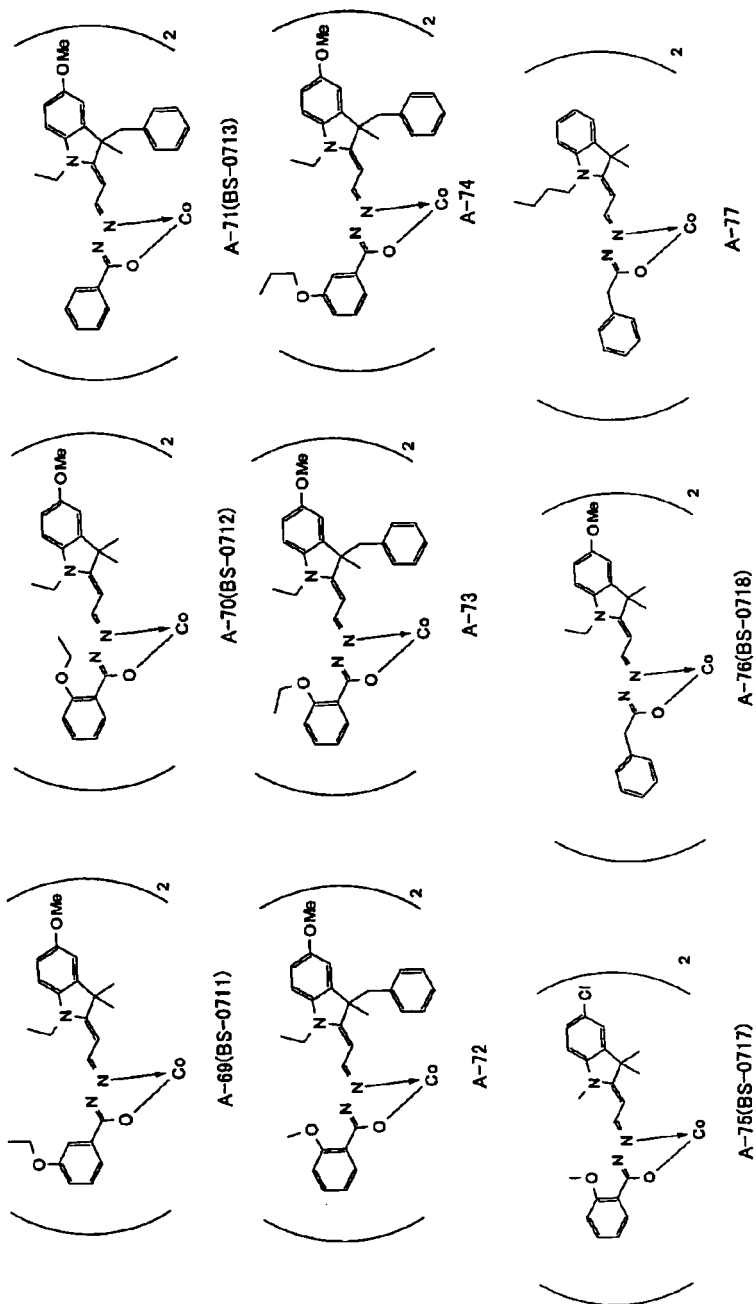 O N O Co N N OMe 2
A-69(BS-0711)
O N O Co N N OMe 2
A-70(BS-0712)
N O Co N N OMe 2
A-71(BS-0713)
O N O Co N N OMe 2
A-72
O N O Co N N OMe 2
A-73
O N O Co N N OMe 2
A-74
O N O Co N N Cl 2
A-75(BS-0717)
N O Co N N OMe 2
A-76(BS-0718)
N O Co N N 2
A-77